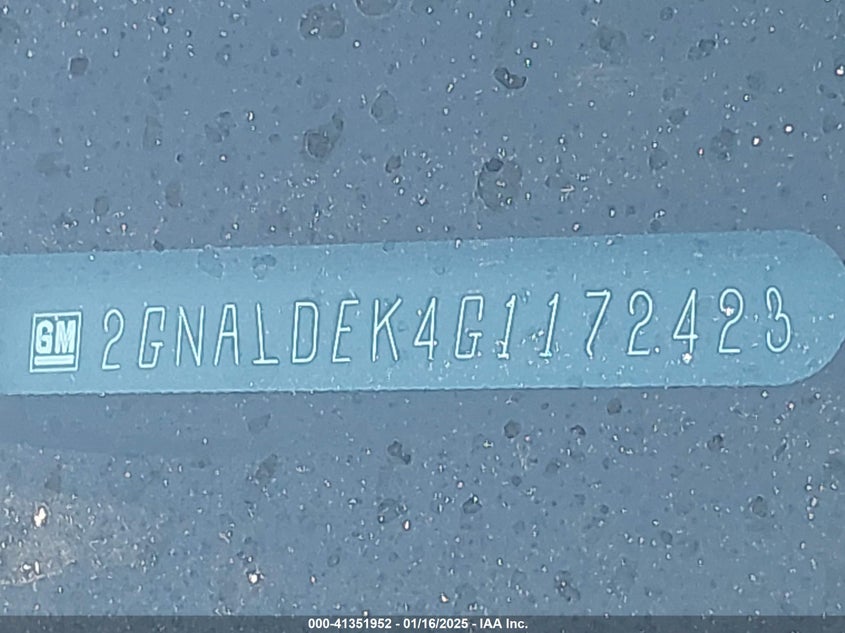 GM 2GNALDEK4G1172423
000-41351952 - 01/16/2025 - IAA Inc.